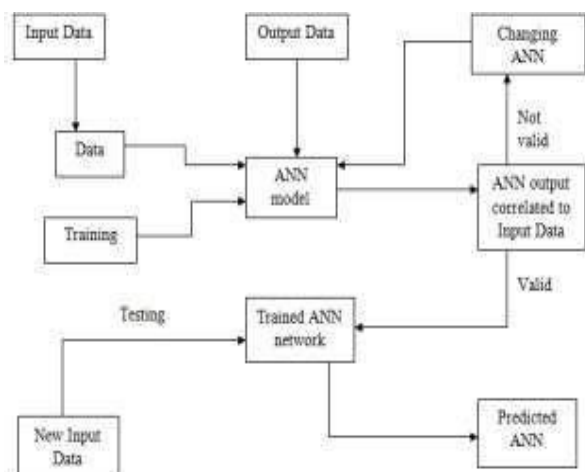 Input Data
Output Data
Changing
ANN
Not
valid
Data
ANN
model
ANN output
correlated to
Input Data
Training
Valid
Testing
Trained ANN
network
New Input
Data
Predicted
ANN